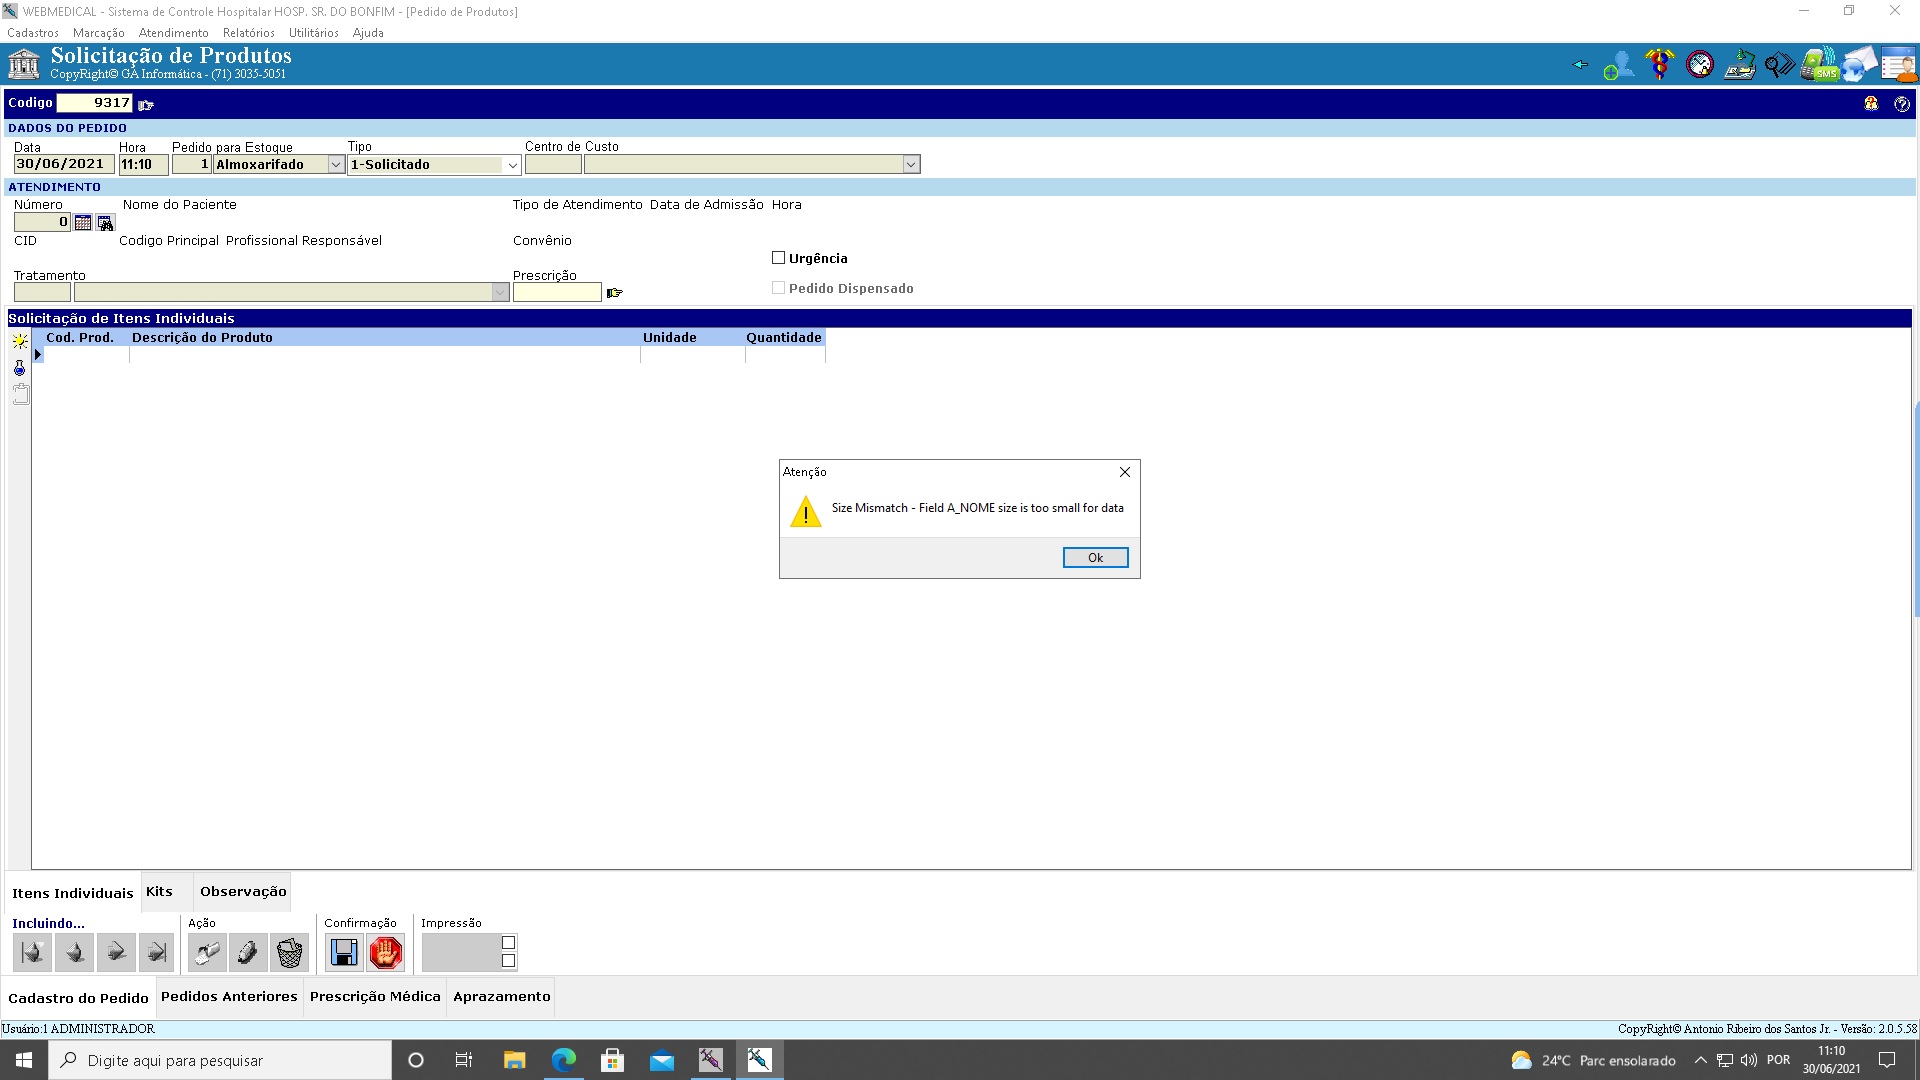 WEBMEDICAL - Sistema de Controle Hospitalar HOSP. SR. DO BONFIM - [Pedido de Produtos]
Cadastros Marcação Atendimento Relatórios Utilitários Ajuda
Solicitação de Produtos
CopyRight© GA Informática - (71) 3035-5051
SMS
Codigo 9317
DADOS DO PEDIDO
Data Hora Pedido para Estoque Tipo Centro de Custo
30/06/2021 11:10 1 Almoxarifado 1-Solicitado
ATENDIMENTO
Número Nome do Paciente Tipo de Atendimento Data de Admissão Hora
0
CID Codigo Principal Profissional Responsável Convênio
Urgência
Tratamento Prescrição
Pedido Dispensado
Solicitação de Itens Individuais
Cod. Prod. Descrição do Produto Unidade Quantidade
Atenção
Size Mismatch - Field A_NOME size is too small for data
Ok
Itens Individuais Kits Observação
Incluindo... Ação Confirmação Impressão
Cadastro do Pedido Pedidos Anteriores Prescrição Médica Aprazamento
Usuário:1 ADMINISTRADOR CopyRight© Antonio Ribeiro dos Santos Jr. - Versão: 2.0.5.58
Digite aqui para pesquisar 24°C Parc ensolarado POR 11:10
30/06/2021